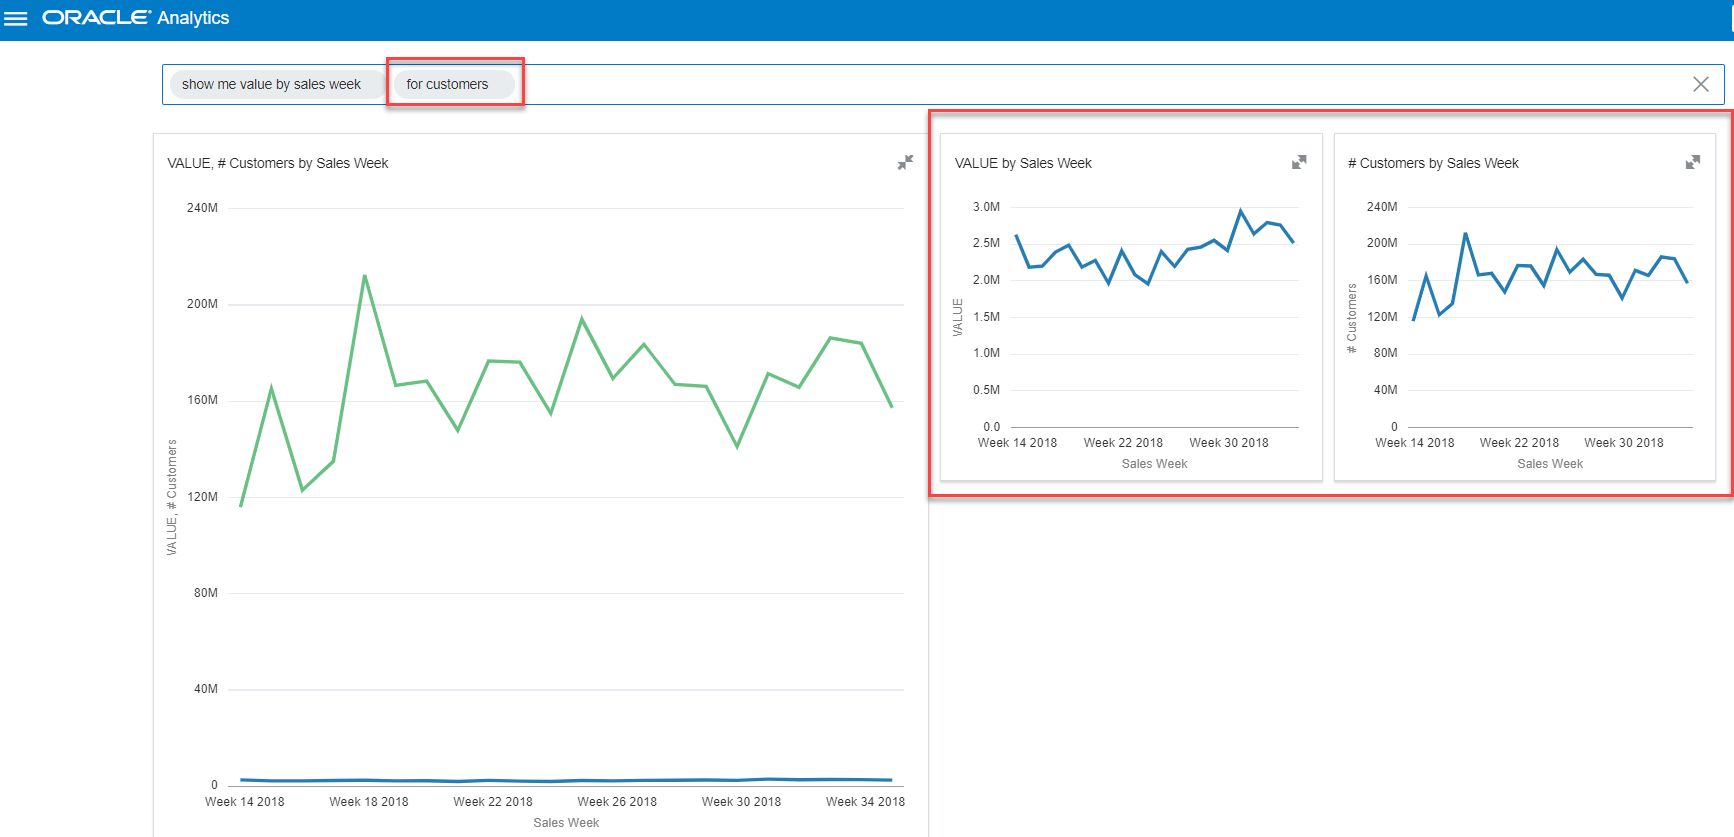 ORACLE® Analytics
show me value by sales week for customers
VALUE, # Customers by Sales Week
240M
200M
160M
120M
80M
40M
0
VALUE, # Customers
Week 14 2018 Week 18 2018 Week 22 2018 Week 26 2018 Week 30 2018 Week 34 2018
Sales Week
VALUE by Sales Week
3.0M
2.5M
2.0M
1.5M
1.0M
0.5M
0.0
VALUE
Week 14 2018 Week 22 2018 Week 30 2018
Sales Week
# Customers by Sales Week
240M
200M
160M
120M
80M
40M
0
# Customers
Week 14 2018 Week 22 2018 Week 30 2018
Sales Week